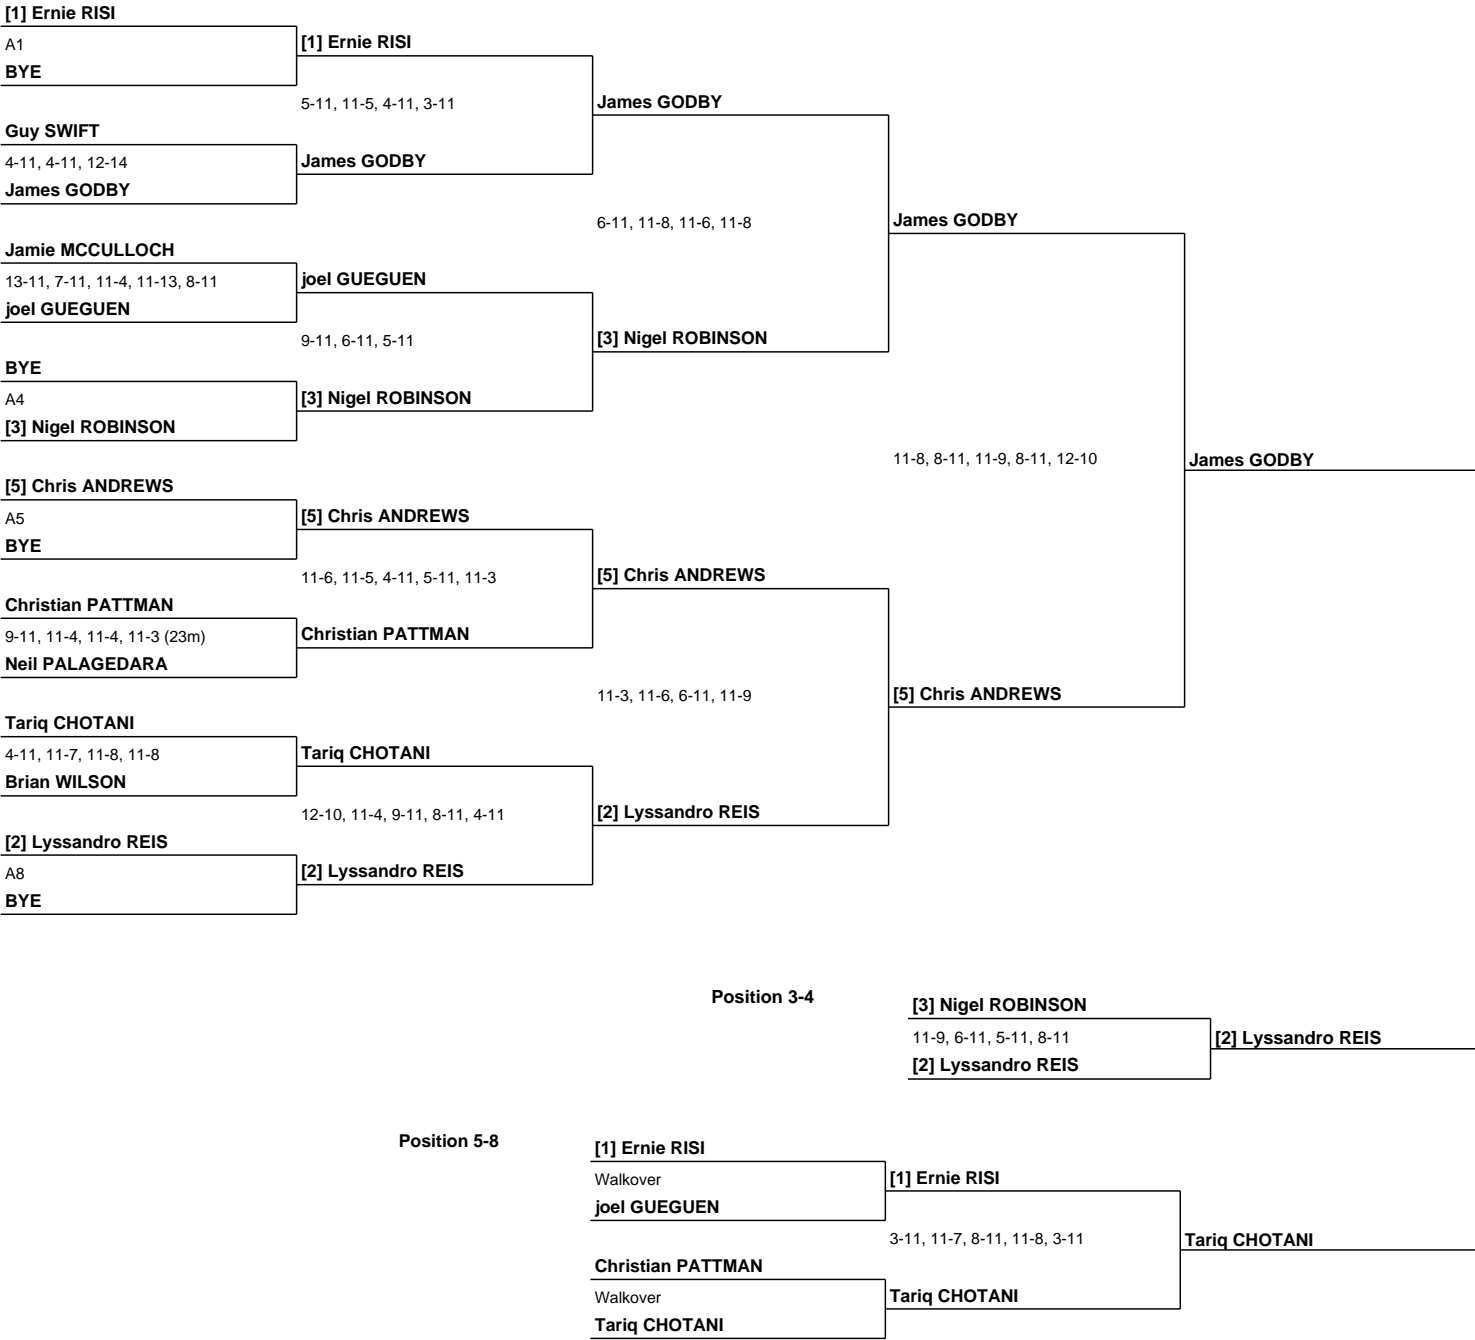 [1] Ernie RISI
A1
BYE
[1] Ernie RISI
5-11, 11-5, 4-11, 3-11
Guy SWIFT
4-11, 4-11, 12-14
James GODBY
James GODBY
James GODBY
6-11, 11-8, 11-6, 11-8
Jamie MCCULLOCH
13-11, 7-11, 11-4, 11-13, 8-11
joel GUEGUEN
joel GUEGUEN
9-11, 6-11, 5-11
BYE
A4
[3] Nigel ROBINSON
[3] Nigel ROBINSON
[3] Nigel ROBINSON
James GODBY
11-8, 8-11, 11-9, 8-11, 12-10
James GODBY
[5] Chris ANDREWS
A5
BYE
[5] Chris ANDREWS
11-6, 11-5, 4-11, 5-11, 11-3
Christian PATTMAN
9-11, 11-4, 11-4, 11-3 (23m)
Neil PALAGEDARA
Christian PATTMAN
[5] Chris ANDREWS
11-3, 11-6, 6-11, 11-9
[5] Chris ANDREWS
Tariq CHOTANI
4-11, 11-7, 11-8, 11-8
Brian WILSON
Tariq CHOTANI
12-10, 11-4, 9-11, 8-11, 4-11
[2] Lyssandro REIS
A8
BYE
[2] Lyssandro REIS
[2] Lyssandro REIS
Position 3-4
[3] Nigel ROBINSON
11-9, 6-11, 5-11, 8-11
[2] Lyssandro REIS
[2] Lyssandro REIS
Position 5-8
[1] Ernie RISI
Walkover
joel GUEGUEN
[1] Ernie RISI
3-11, 11-7, 8-11, 11-8, 3-11
Tariq CHOTANI
Christian PATTMAN
Walkover
Tariq CHOTANI
Tariq CHOTANI